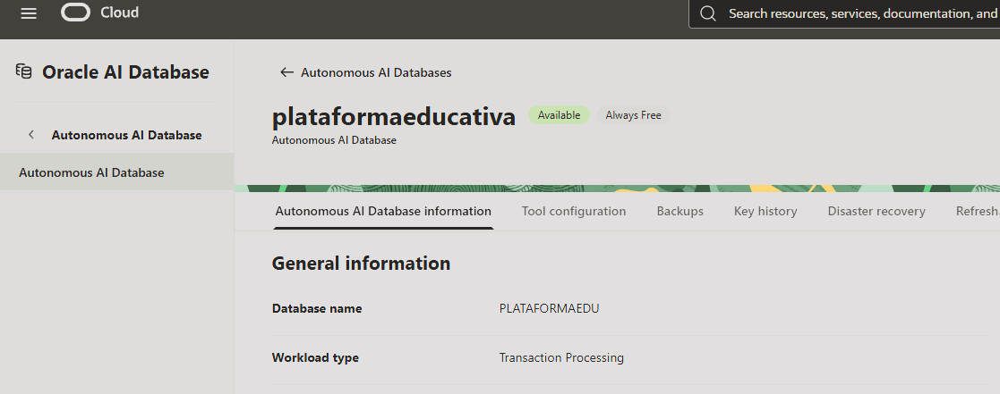 Cloud
Search resources, services, documentation, and
Oracle AI Database
Autonomous AI Database
Autonomous AI Database
Autonomous AI Databases
plataformaeducativa Available Always Free
Autonomous AI Database
Autonomous AI Database information Tool configuration Backups Key history Disaster recovery Refresh
General information
Database name PLATAFORMAEDU
Workload type Transaction Processing